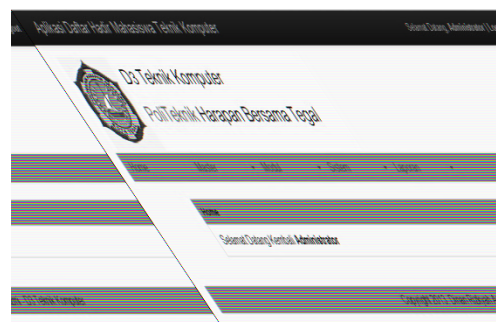 Aplikasi Daftar Hadir Mahasiswa Teknik Komputer
Selamat Datang, Administrator
D3 Teknik Komputer
PoliTeknik Harapan Bersama Tegal
Home Master Modul Sistem Laporan
Home
Selamat Datang Kembali Administrator
D3 Teknik Komputer
Copyright